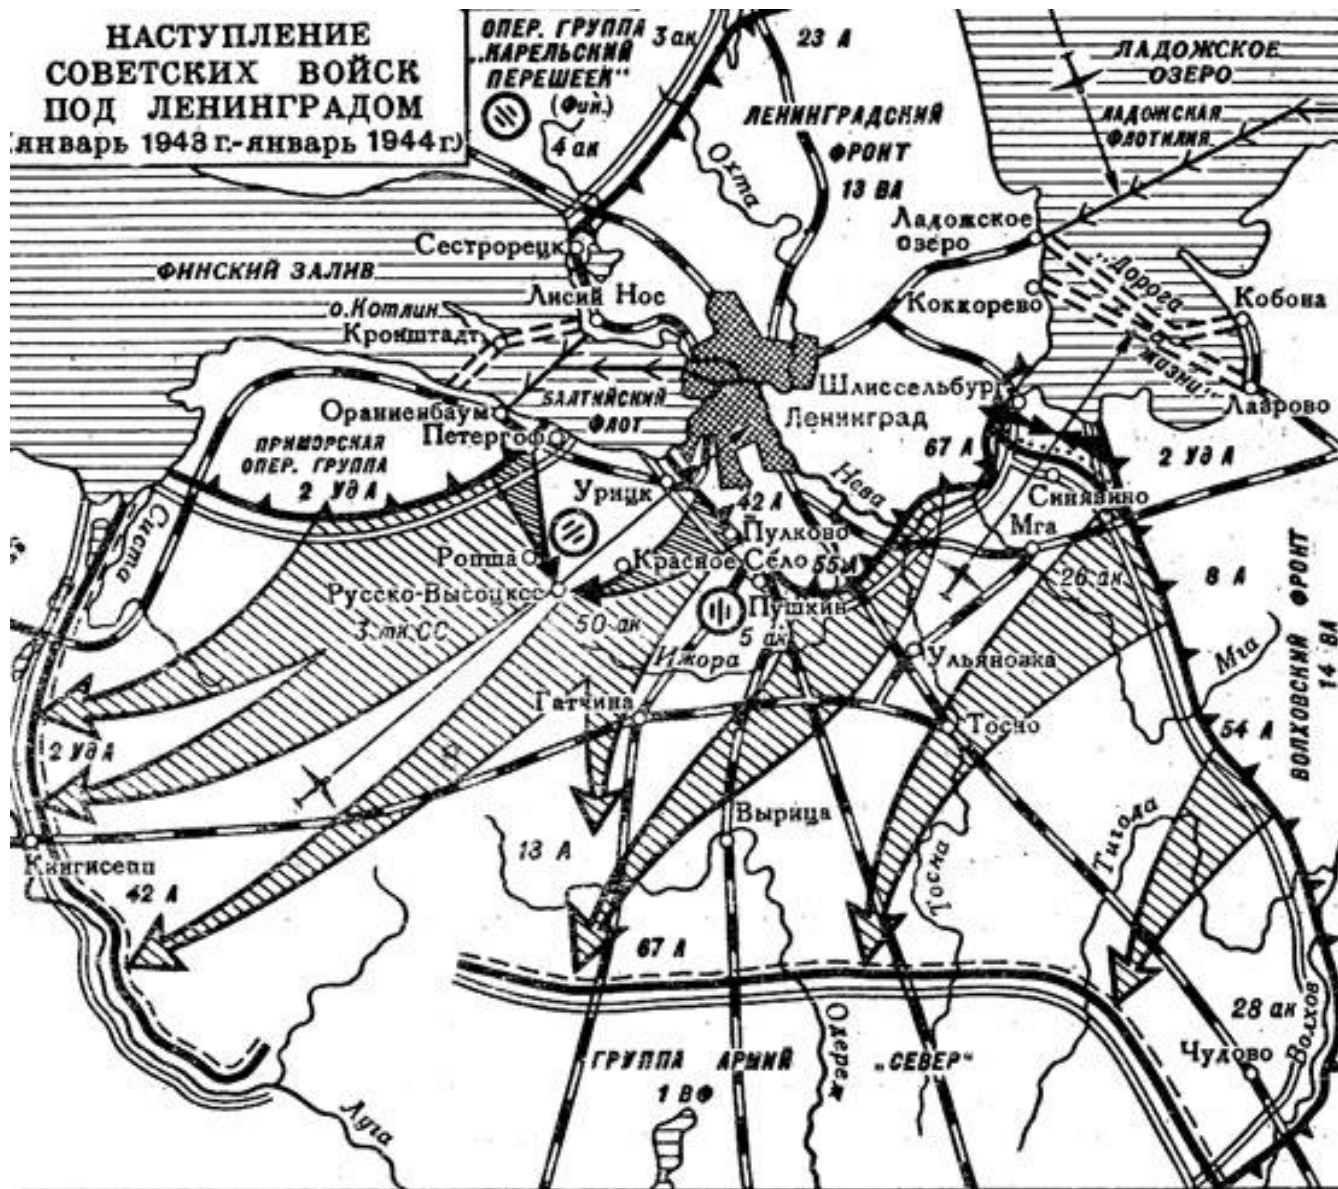 НАСТУПЛЕНИЕ
СОВЕТСКИХ ВОЙСК
ПОД ЛЕНИНГРАДОМ
(январь 1943 г.-январь 1944 г.)
ОПЕР. ГРУППА
„КАРЕЛЬСКИЙ
ПЕРЕШЕЕК"
(Фин.)
4 ак
3 ак
23 А
ЛЕНИНГРАДСКИЙ
ФРОНТ
13 ВА
Охта
ЛАДОЖСКОЕ
ОЗЕРО
ЛАДОЖСКАЯ
ФЛОТИЛИЯ
Ладожское
озеро
Сестрорецк
ФИНСКИЙ ЗАЛИВ
Лисий Нос
о. Котлин
Кронштадт
Коккорево
„Дорога
жизни"
Кобона
Лаврово
Шлиссельбург
Ленинград
Ораниенбаум
БАЛТИЙСКИЙ
ФЛОТ
Петергоф
ПРИМОРСКАЯ
ОПЕР. ГРУППА
2 Уд А
67 А
2 Уд А
Систа
Урицк
42 А
Нева
Синявино
Пулково
Мга
Ропша
Красное Село
55 А
26 ак
8 А
ВОЛХОВСКИЙ ФРОНТ
14 ВА
Русско-Высоцкое
3 тк СС
50 ак
Пушкин
5 ак
Ижора
Ульяновка
Мга
Гатчина
Тосно
54 А
2 Уд А
Вырица
Тигода
Тосна
Кингисепп
42 А
13 А
67 А
28 ак
Волхов
Чудово
Оредеж
ГРУППА АРМИЙ „СЕВЕР"
1 ВФ
Луга